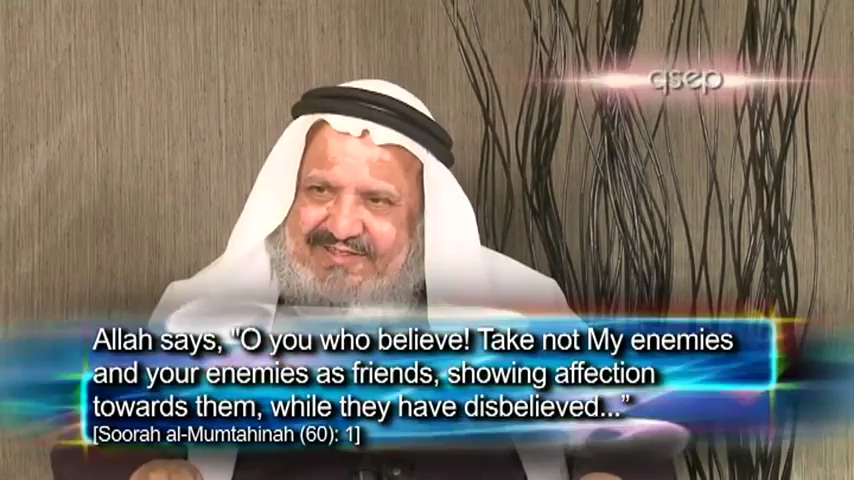 qsep
Allah says, "O you who believe! Take not My enemies
and your enemies as friends, showing affection
towards them, while they have disbelieved..."
[Soorah al-Mumtahinah (60): 1]